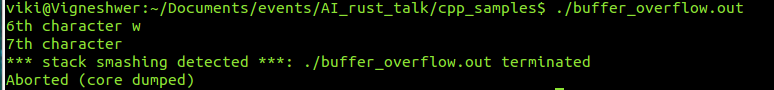 viki@Vigneshwer:~/Documents/events/AI_rust_talk/cpp_samples$ ./buffer_overflow.out
6th character w
7th character
*** stack smashing detected ***: ./buffer_overflow.out terminated
Aborted (core dumped)